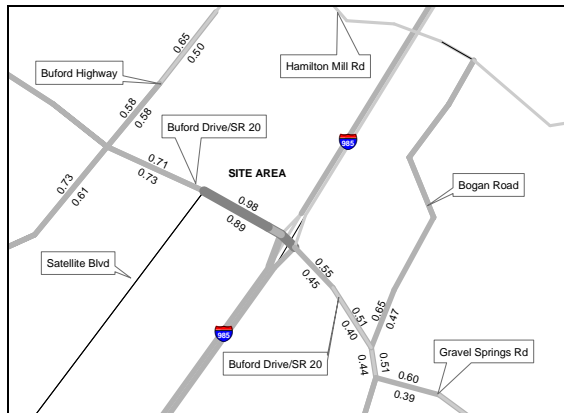 0.65
0.50
Buford Highway
Hamilton Mill Rd
0.58
0.58
985
Buford Drive/SR 20
0.71
0.73
SITE AREA
Bogan Road
0.73
0.61
0.98
0.89
Satellite Blvd
0.55
0.45
0.65
0.47
985
0.51
0.40
Buford Drive/SR 20
Gravel Springs Rd
0.51
0.44
0.60
0.39